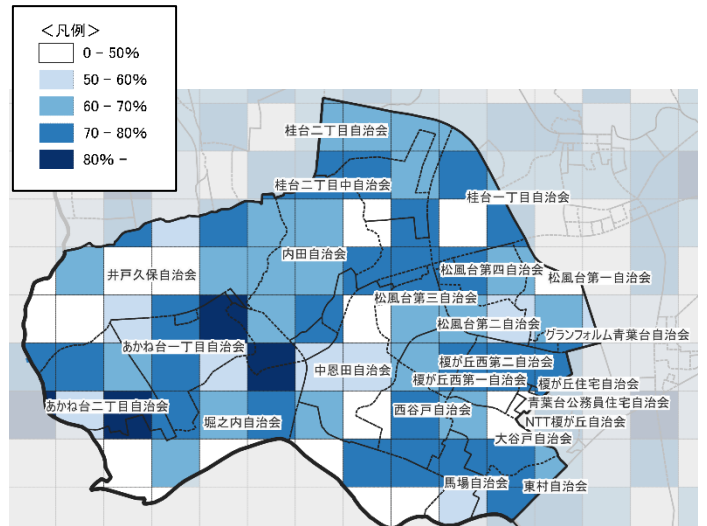 ＜凡例＞
0 – 50%
50 – 60%
60 – 70%
70 – 80%
80% –
桂台二丁目自治会
桂台二丁目中自治会
桂台一丁目自治会
内田自治会
井戸久保自治会
松風台第四自治会
松風台第一自治会
松風台第三自治会
松風台第二自治会
グランフォルム青葉台自治会
あかね台一丁目自治会
榎が丘西第二自治会
中恩田自治会
榎が丘西第一自治会
榎が丘住宅自治会
青葉台公務員住宅自治会
あかね台二丁目自治会
西谷戸自治会
NTT榎が丘自治会
堀之内自治会
大谷戸自治会
馬場自治会
東村自治会